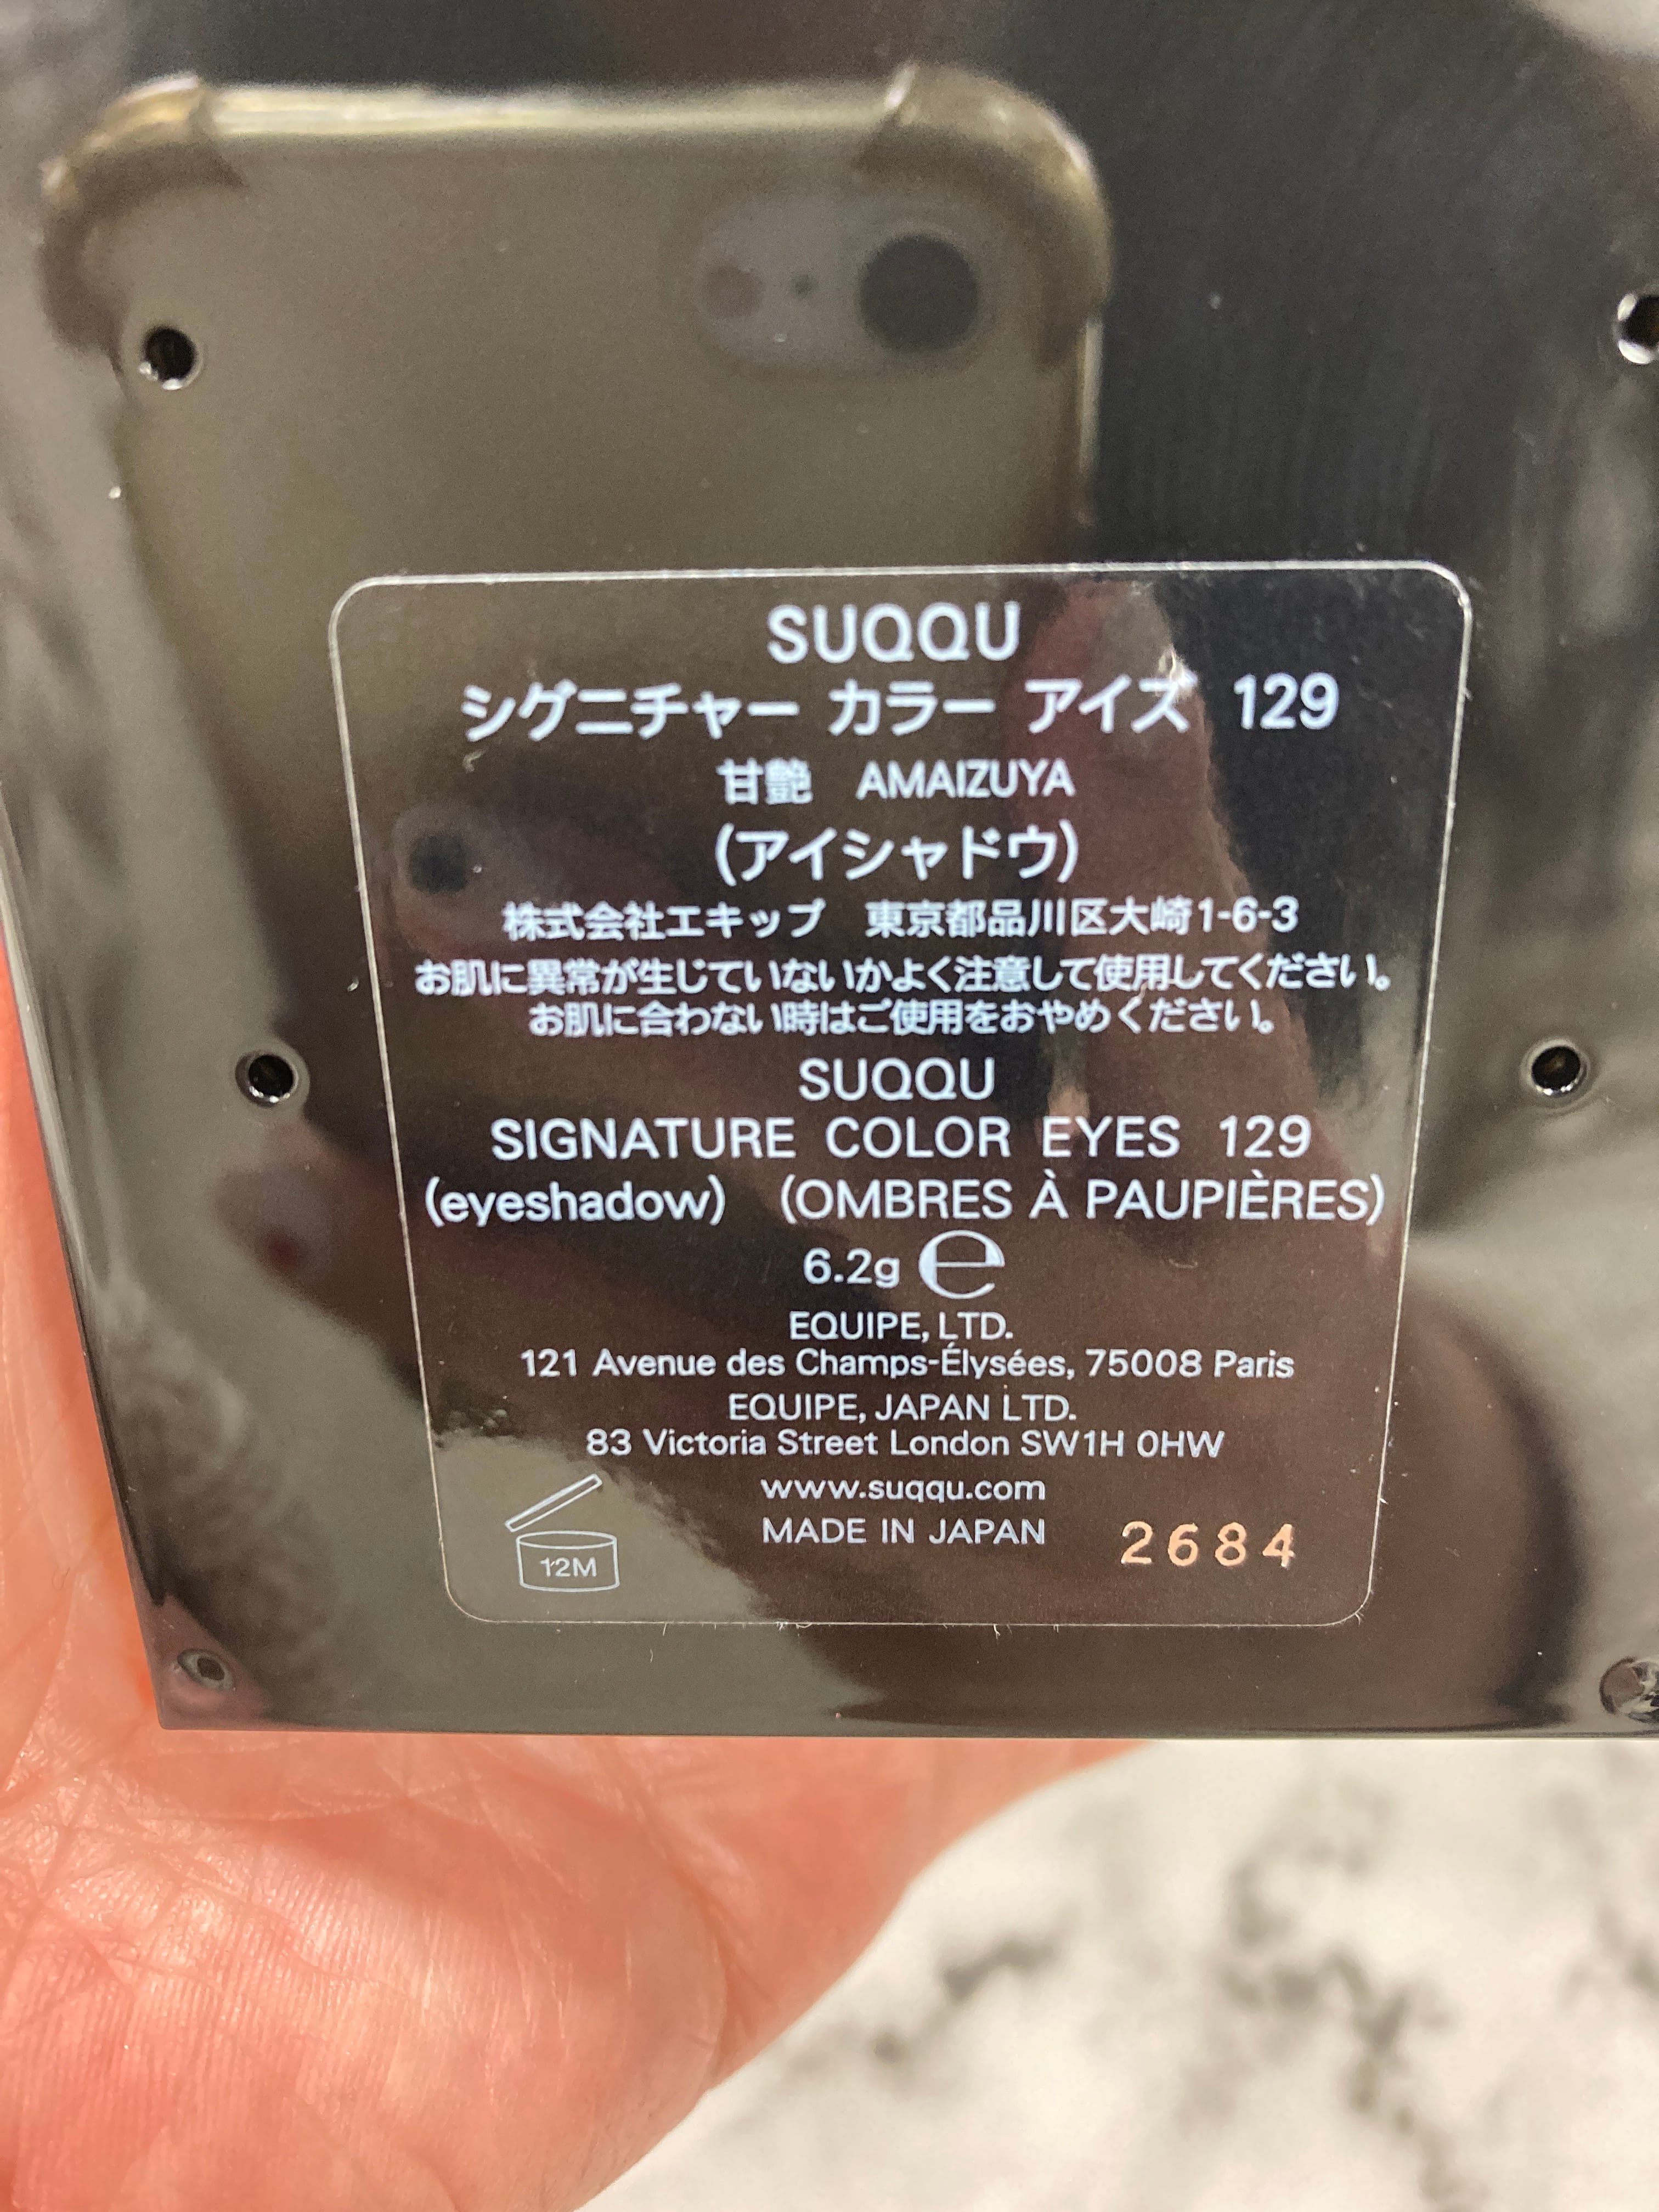 SUQQU
シグニチャー カラー アイズ 129
甘艶 AMAIZUYA
(アイシャドウ)
株式会社エキップ 東京都品川区大崎1-6-3
お肌に異常が生じていないかよく注意して使用してください。
お肌に合わない時はご使用をおやめください。
SUQQU
SIGNATURE COLOR EYES 129
(eyeshadow) (OMBRES À PAUPIÈRES)
6.2g ℮
EQUIPE, LTD.
121 Avenue des Champs-Élysées, 75008 Paris
EQUIPE, JAPAN LTD.
83 Victoria Street London SW1H 0HW
www.suqqu.com
MADE IN JAPAN 2684
12M